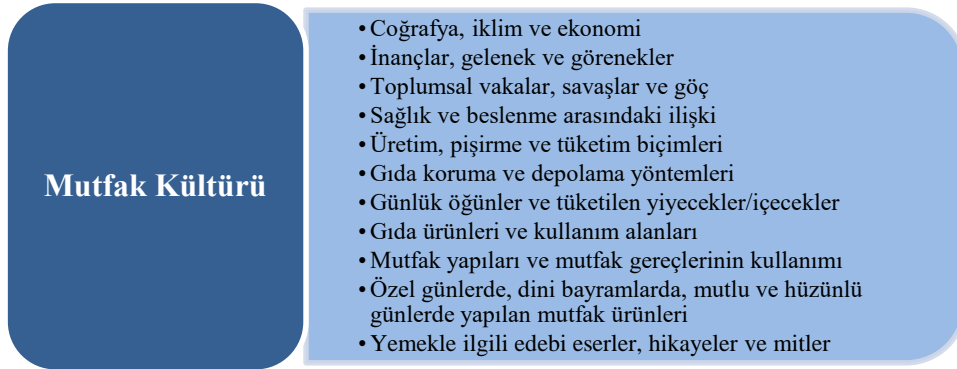 Mutfak Kültürü
• Coğrafya, iklim ve ekonomi
• İnançlar, gelenek ve görenekler
• Toplumsal vakalar, savaşlar ve göç
• Sağlık ve beslenme arasındaki ilişki
• Üretim, pişirme ve tüketim biçimleri
• Gıda koruma ve depolama yöntemleri
• Günlük öğünler ve tüketilen yiyecekler/içecekler
• Gıda ürünleri ve kullanım alanları
• Mutfak yapıları ve mutfak gereçlerinin kullanımı
• Özel günlerde, dini bayramlarda, mutlu ve hüzünlü
günlerde yapılan mutfak ürünleri
• Yemekle ilgili edebi eserler, hikayeler ve mitler